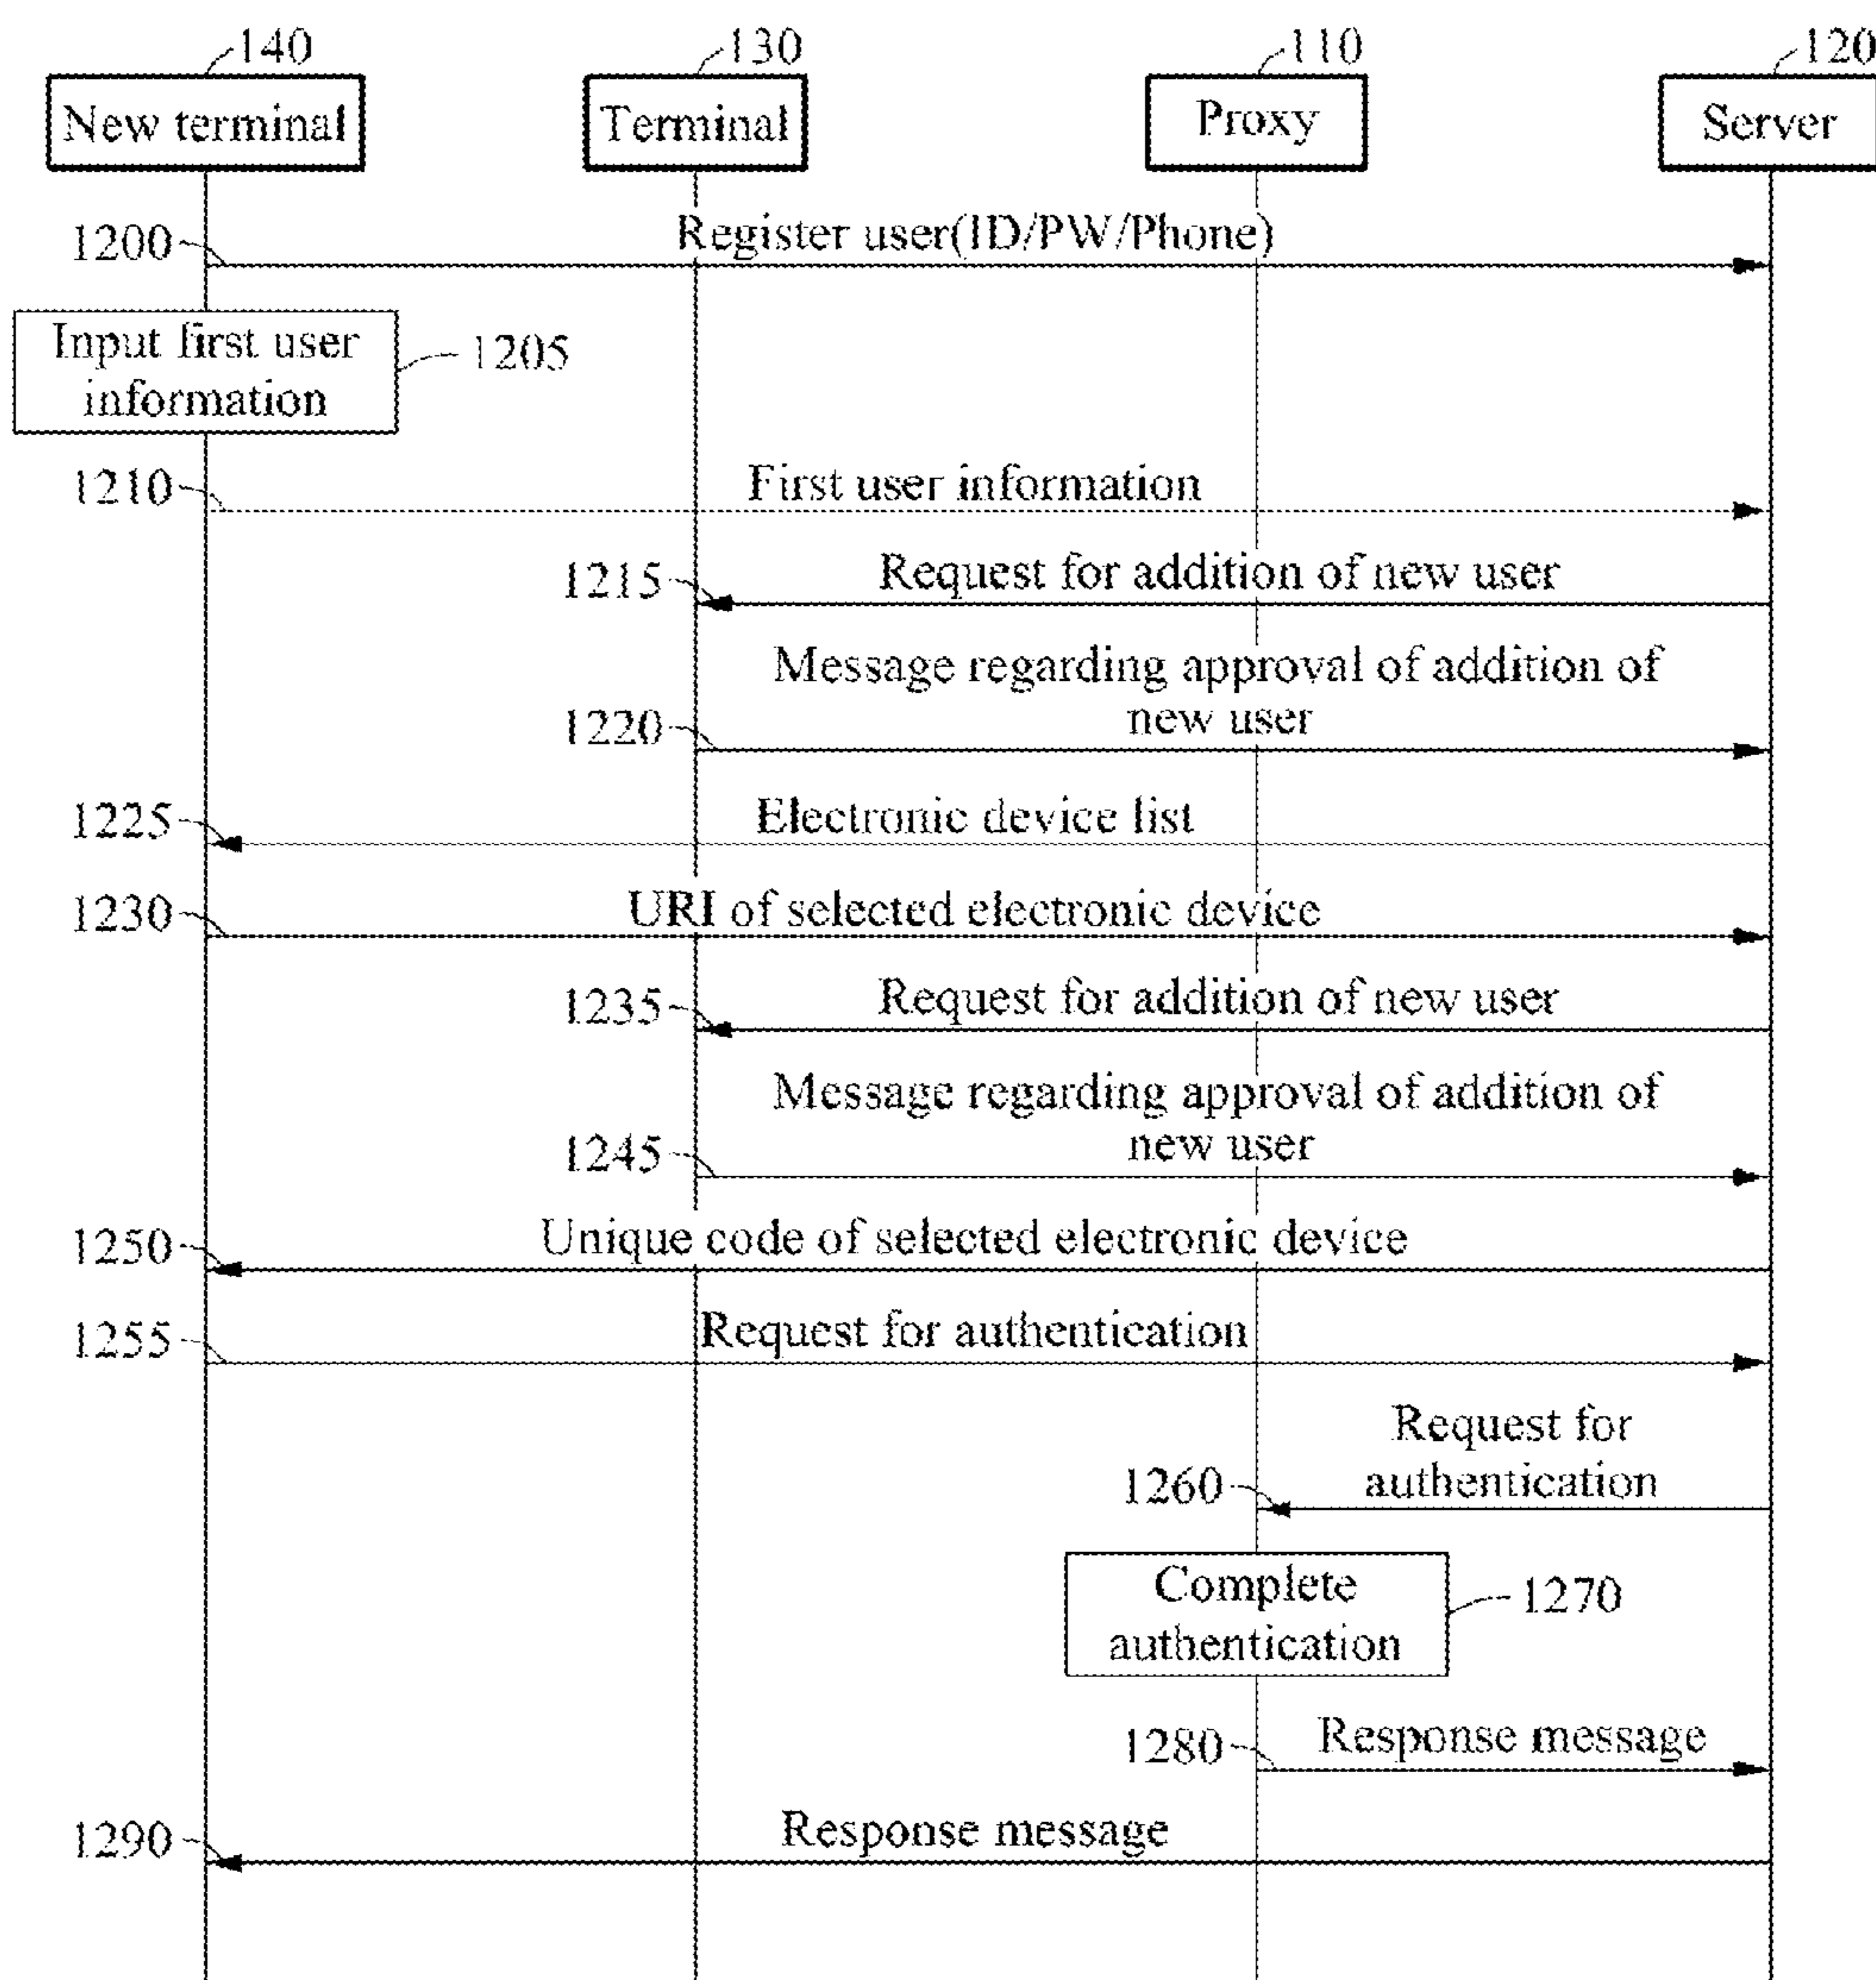 140
130
110
120
New terminal
Terminal
Proxy
Server
1200
Register user(ID/PW/Phone)
Input first user
information
1205
1210
First user information
1215
Request for addition of new user
Message regarding approval of addition of
new user
1220
1225
Electronic device list
1230
URI of selected electronic device
1235
Request for addition of new user
Message regarding approval of addition of
new user
1245
1250
Unique code of selected electronic device
1255
Request for authentication
Request for
authentication
1260
Complete
authentication
1270
1280
Response message
1290
Response message